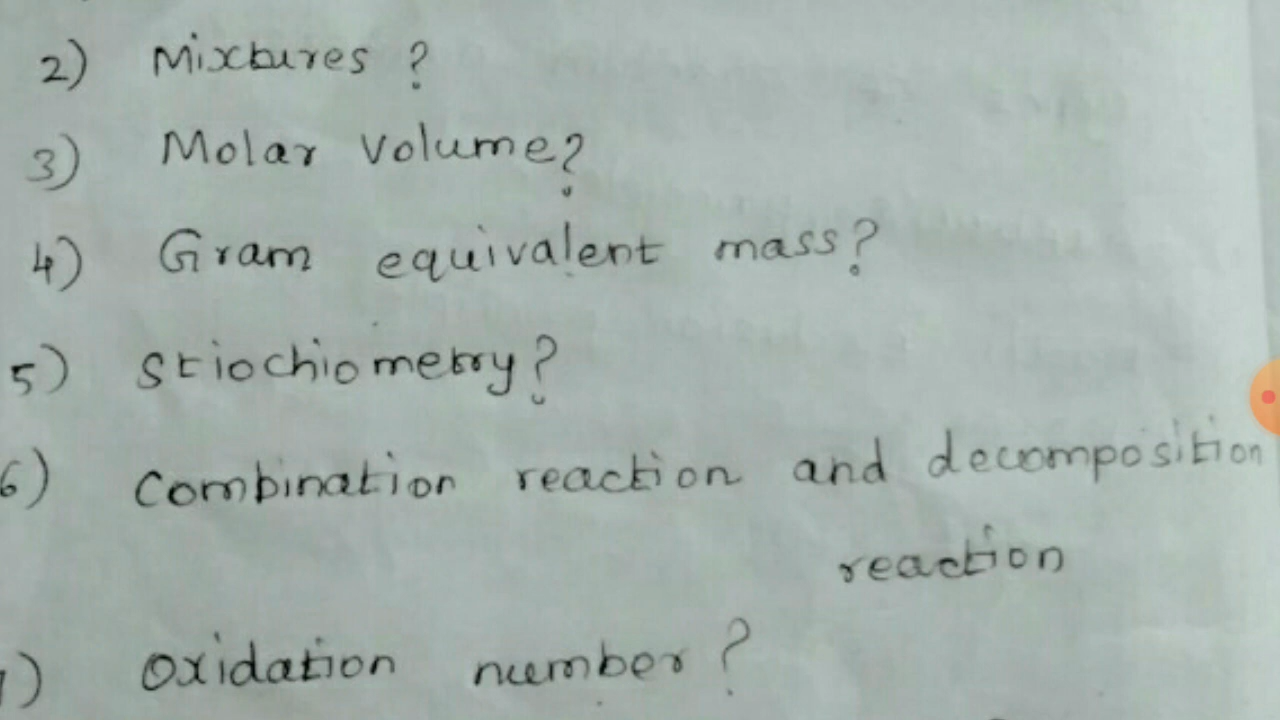 2) Mixtures ?
3) Molar volume?
4) Gram equivalent mass?
5) Stiochiometry?
6) Combination reaction and decomposition
reaction
) Oxidation number ?